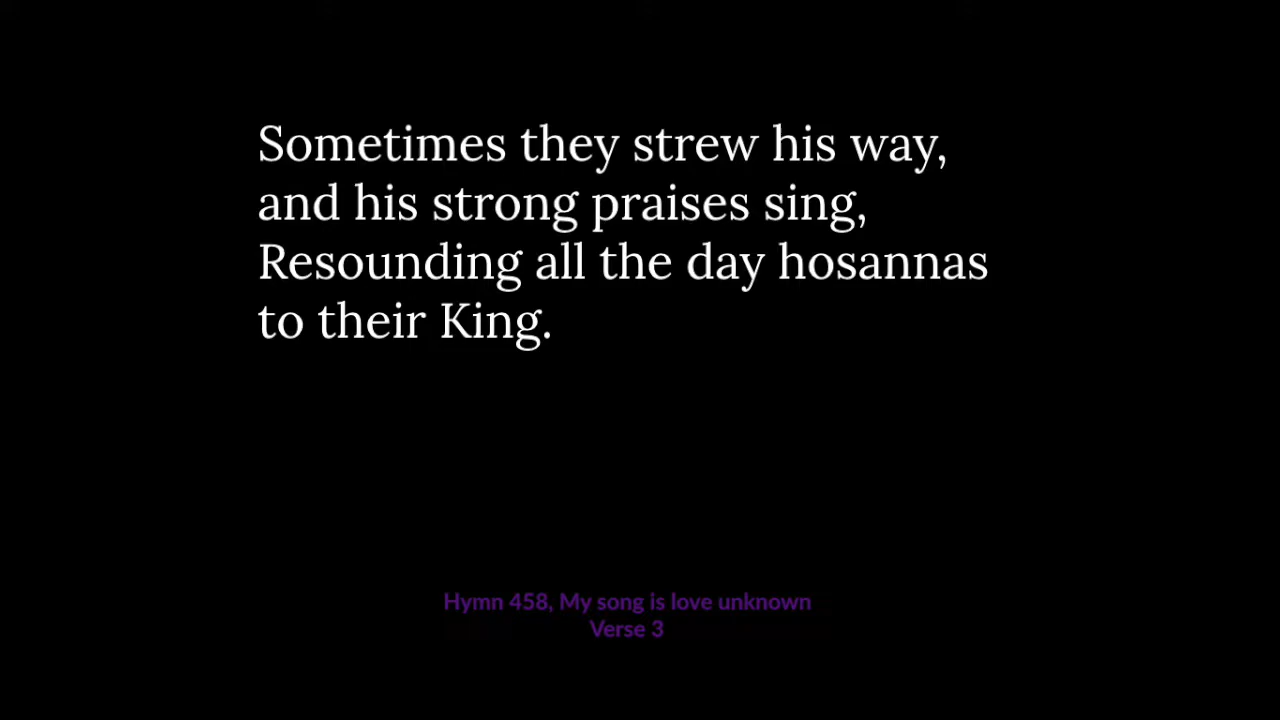 Sometimes they strew his way,
and his strong praises sing,
Resounding all the day hosannas
to their King.
Hymn 458, My song is love unknown
Verse 3